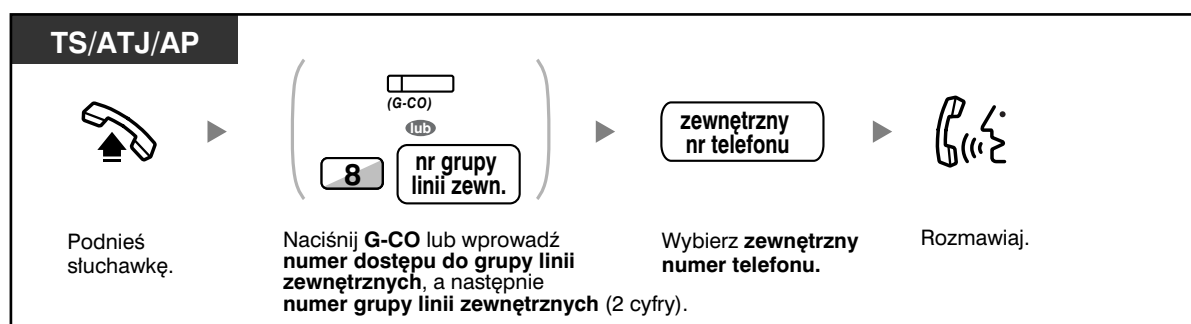 TS/ATJ/AP
(G-CO)
lub
8
nr grupy
linii zewn.
zewnętrzny
nr telefonu
Podnieś
słuchawkę.
Naciśnij G-CO lub wprowadź
numer dostępu do grupy linii
zewnętrznych, a następnie
numer grupy linii zewnętrznych (2 cyfry).
Wybierz zewnętrzny
numer telefonu.
Rozmawiaj.